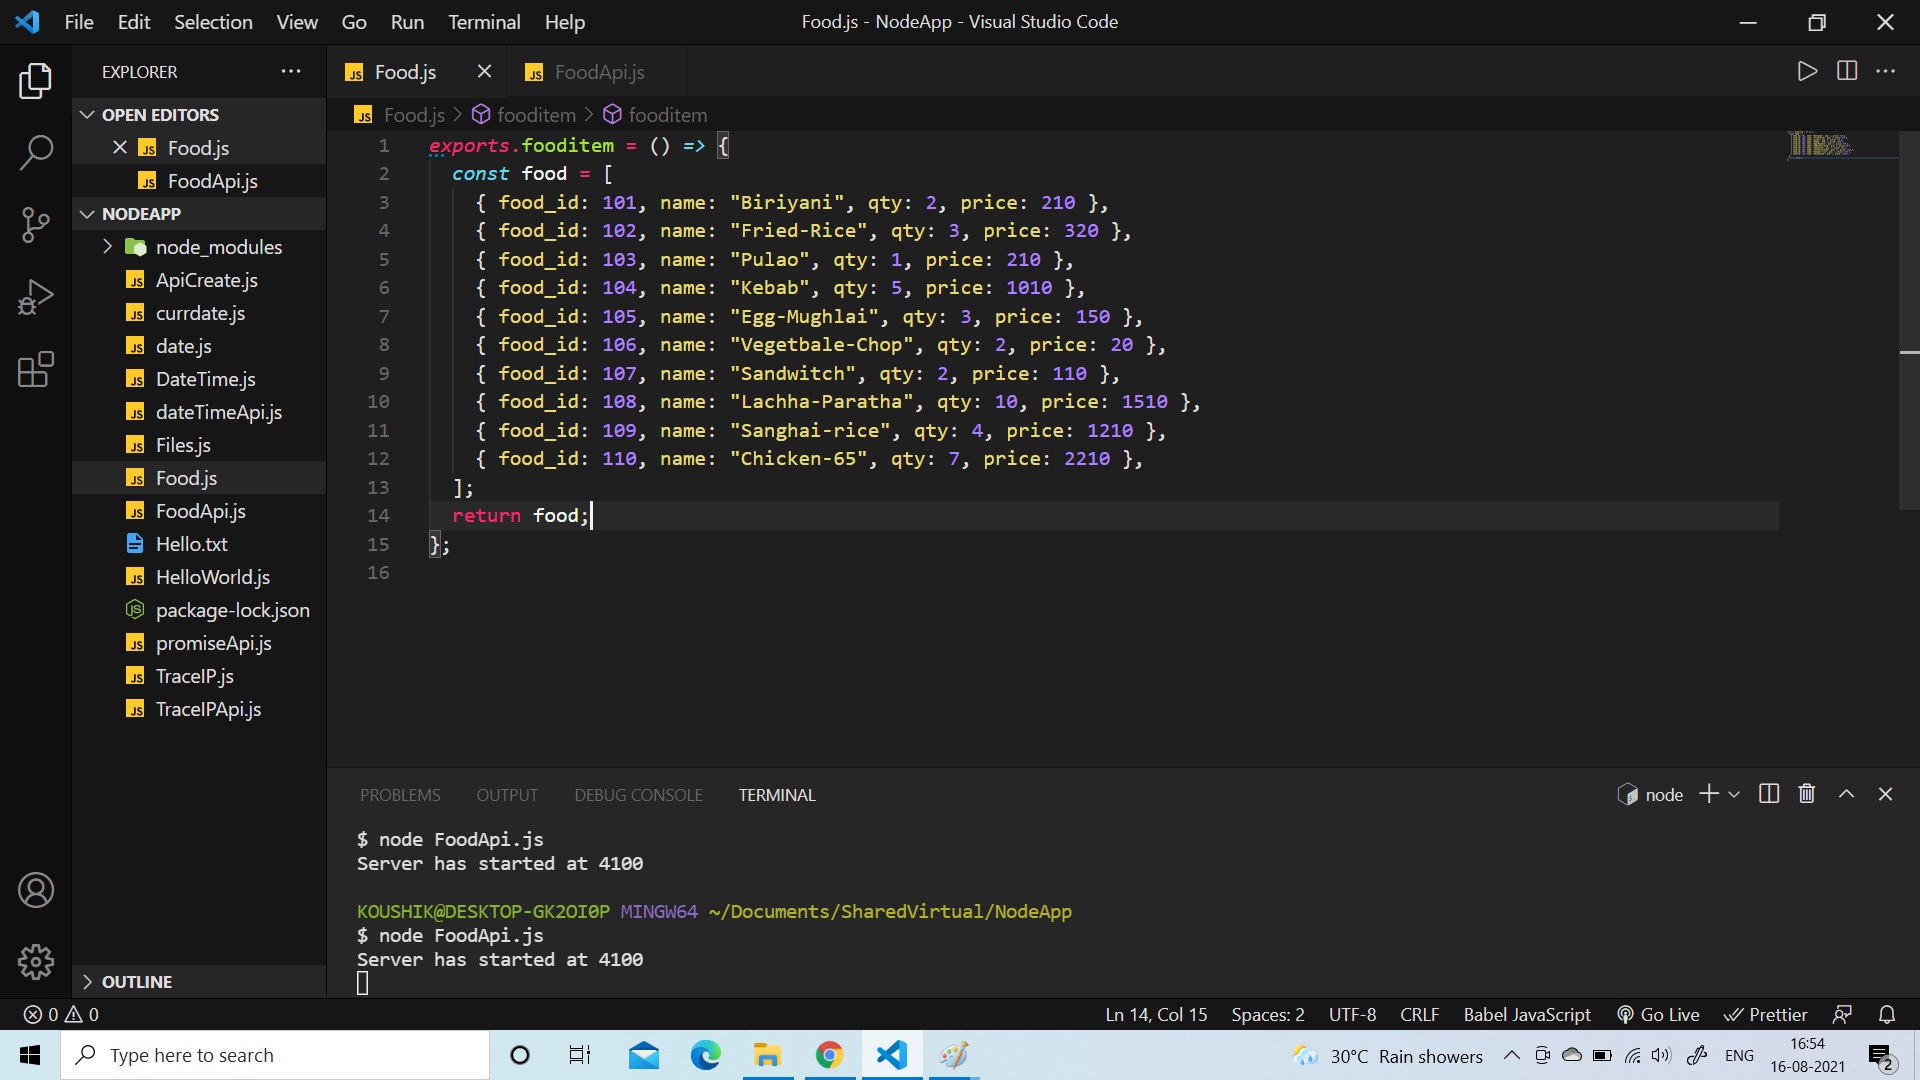 File Edit Selection View Go Run Terminal Help
Food.js - NodeApp - Visual Studio Code
EXPLORER
OPEN EDITORS
Food.js
FoodApi.js
NODEAPP
node_modules
ApiCreate.js
currdate.js
date.js
DateTime.js
dateTimeApi.js
Files.js
Food.js
FoodApi.js
Hello.txt
HelloWorld.js
package-lock.json
promiseApi.js
TraceIP.js
TraceIPApi.js
OUTLINE
Food.js FoodApi.js
Food.js > fooditem > fooditem
1 exports.fooditem = () => {
2 const food = [
3 { food_id: 101, name: "Biriyani", qty: 2, price: 210 },
4 { food_id: 102, name: "Fried-Rice", qty: 3, price: 320 },
5 { food_id: 103, name: "Pulao", qty: 1, price: 210 },
6 { food_id: 104, name: "Kebab", qty: 5, price: 1010 },
7 { food_id: 105, name: "Egg-Mughlai", qty: 3, price: 150 },
8 { food_id: 106, name: "Vegetbale-Chop", qty: 2, price: 20 },
9 { food_id: 107, name: "Sandwitch", qty: 2, price: 110 },
10 { food_id: 108, name: "Lachha-Paratha", qty: 10, price: 1510 },
11 { food_id: 109, name: "Sanghai-rice", qty: 4, price: 1210 },
12 { food_id: 110, name: "Chicken-65", qty: 7, price: 2210 },
13 ];
14 return food;
15 };
16
PROBLEMS OUTPUT DEBUG CONSOLE TERMINAL
node
$ node FoodApi.js
Server has started at 4100
KOUSHIK@DESKTOP-GK2OI0P MINGW64 ~/Documents/SharedVirtual/NodeApp
$ node FoodApi.js
Server has started at 4100
0 0
Ln 14, Col 15 Spaces: 2 UTF-8 CRLF Babel JavaScript Go Live Prettier
Type here to search
30°C Rain showers
ENG
16:54
16-08-2021
2